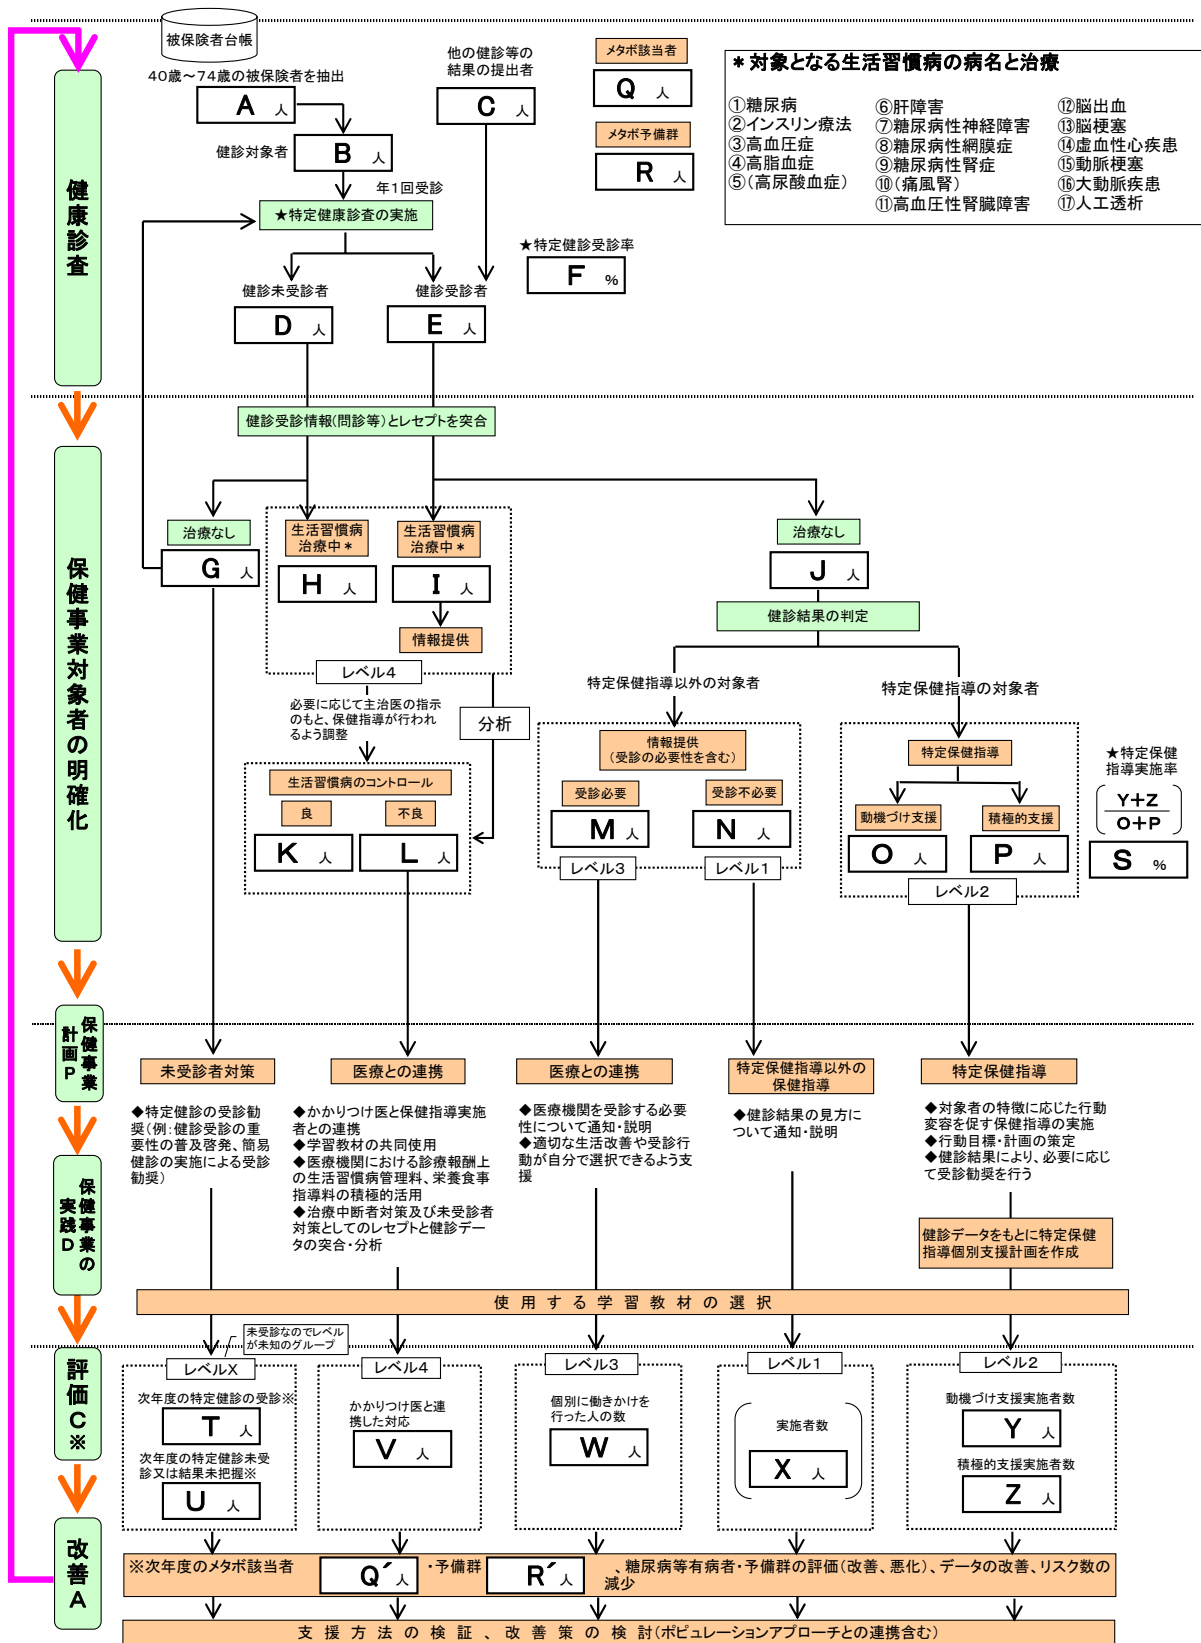 被保険者台帳
40歳～74歳の被保険者を抽出
A 人
健診対象者
B 人
年1回受診
他の健診等の
結果の提出者
C 人
メタボ該当者
Q 人
メタボ予備群
R 人
＊対象となる生活習慣病の病名と治療
①糖尿病
②インスリン療法
③高血圧症
④高脂血症
⑤(高尿酸血症)
⑥肝障害
⑦糖尿病性神経障害
⑧糖尿病性網膜症
⑨糖尿病性腎症
⑩(痛風腎)
⑪高血圧性腎臓障害
⑫脳出血
⑬脳梗塞
⑭虚血性心疾患
⑮動脈梗塞
⑯大動脈疾患
⑰人工透析
健康診査
★特定健康診査の実施
★特定健診受診率
F %
健診未受診者
D 人
健診受診者
E 人
健診受診情報(問診等)とレセプトを突合
保健事業対象者の明確化
治療なし
G 人
生活習慣病
治療中＊
H 人
生活習慣病
治療中＊
I 人
情報提供
レベル4
治療なし
J 人
健診結果の判定
必要に応じて主治医の指示
のもと、保健指導が行われ
るよう調整
分析
生活習慣病のコントロール
良
不良
K 人
L 人
特定保健指導以外の対象者
特定保健指導の対象者
情報提供
(受診の必要性を含む)
受診必要
受診不必要
M 人
N 人
レベル3
レベル1
特定保健指導
動機づけ支援
積極的支援
O 人
P 人
レベル2
★特定保健
指導実施率
Y+Z
O+P
S %
保健事業
計画P
未受診者対策
医療との連携
医療との連携
特定保健指導以外の
保健指導
特定保健指導
◆特定健診の受診勧
奨(例:健診受診の重
要性の普及啓発、簡易
健診の実施による受診
勧奨)
◆かかりつけ医と保健指導実施
者との連携
◆学習教材の共同使用
◆医療機関における診療報酬上
の生活習慣病管理料、栄養食事
指導料の積極的活用
◆治療中断者対策及び未受診者
対策としてのレセプトと健診デー
タの突合・分析
◆医療機関を受診する必要
性について通知・説明
◆適切な生活改善や受診行
動が自分で選択できるよう支
援
◆健診結果の見方に
ついて通知・説明
◆対象者の特徴に応じた行動
変容を促す保健指導の実施
◆行動目標・計画の策定
◆健診結果により、必要に応じ
て受診勧奨を行う
健診データをもとに特定保健
指導個別支援計画を作成
保健事業の
実践D
使用する学習教材の選択
未受診なのでレベル
が未知のグループ
評価C※
レベルX
次年度の特定健診の受診※
T 人
次年度の特定健診未受
診又は結果未把握※
U 人
レベル4
かかりつけ医と連
携した対応
V 人
レベル3
個別に働きかけを
行った人の数
W 人
レベル1
実施者数
X 人
レベル2
動機づけ支援実施者数
Y 人
積極的支援実施者数
Z 人
改善A
※次年度のメタボ該当者 Q´ 人 ・予備群 R´ 人 、糖尿病等有病者・予備群の評価(改善、悪化)、データの改善、リスク数の
減少
支援方法の検証、改善策の検討(ポピュレーションアプローチとの連携含む)